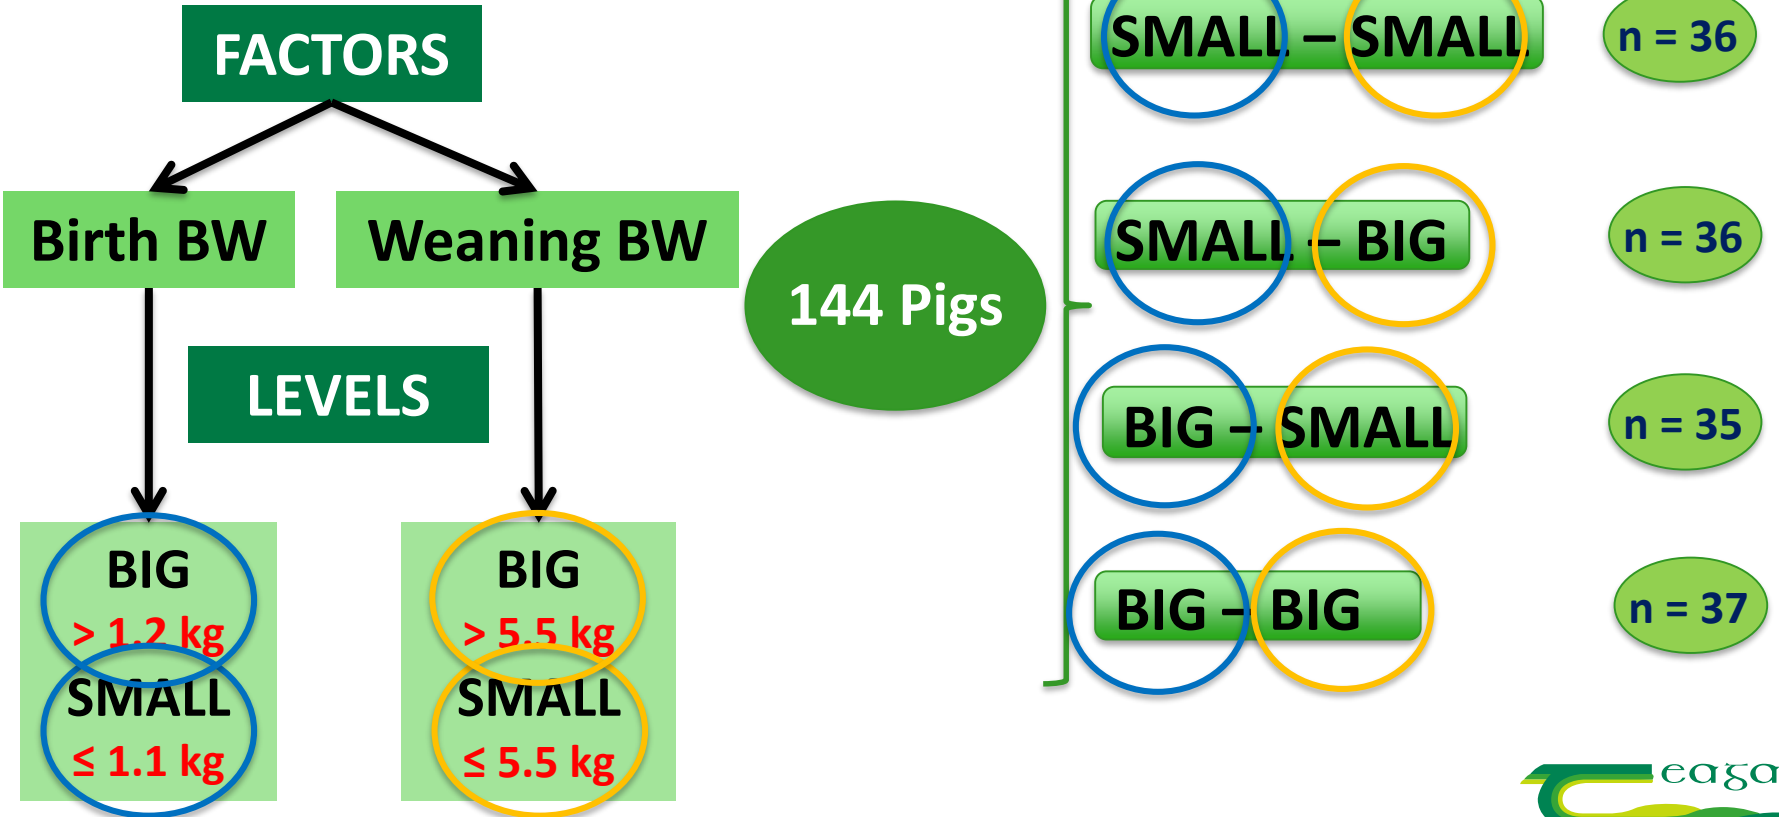 FACTORS
Birth BW
Weaning BW
LEVELS
BIG
> 1.2 kg
SMALL
≤ 1.1 kg
BIG
> 5.5 kg
SMALL
≤ 5.5 kg
144 Pigs
SMALL – SMALL
n = 36
SMALL – BIG
n = 36
BIG – SMALL
n = 35
BIG – BIG
n = 37
eaga